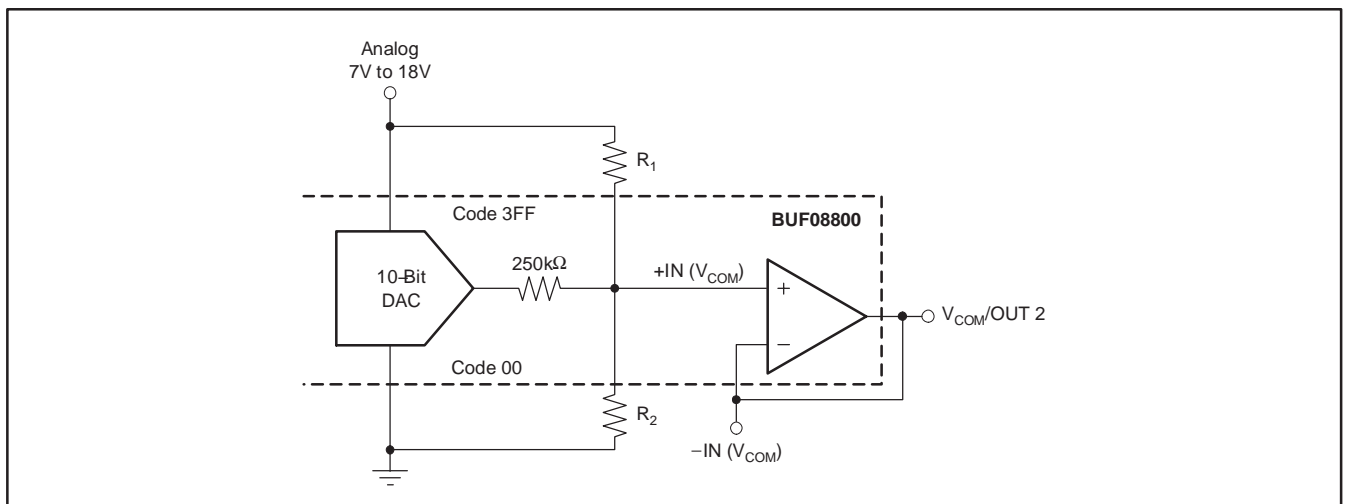 Analog
7V to 18V
R1
Code 3FF
BUF08800
250kΩ
10-Bit
DAC
+IN (VCOM)
+
−
VCOM/OUT 2
Code 00
R2
−IN (VCOM)